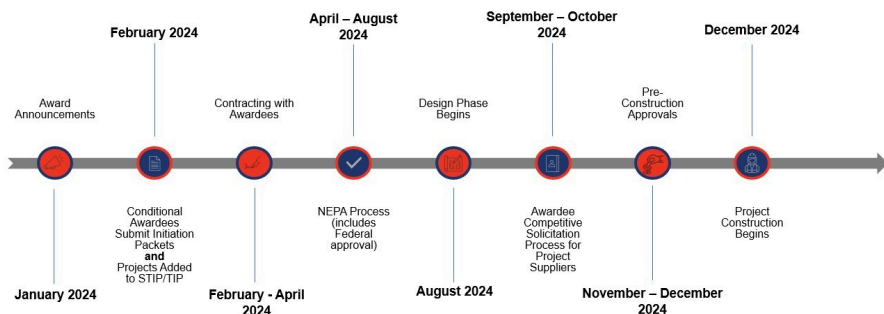 January 2024
Award
Announcements
February 2024
Conditional
Awardees
Submit Initiation
Packets
and
Projects Added
to STIP/TIP
Contracting with
Awardees
February - April
2024
April – August
2024
NEPA Process
(includes
Federal
approval)
Design Phase
Begins
August 2024
September – October
2024
Awardee
Competitive
Solicitation
Process for
Project
Suppliers
Pre-
Construction
Approvals
November – December
2024
December 2024
Project
Construction
Begins